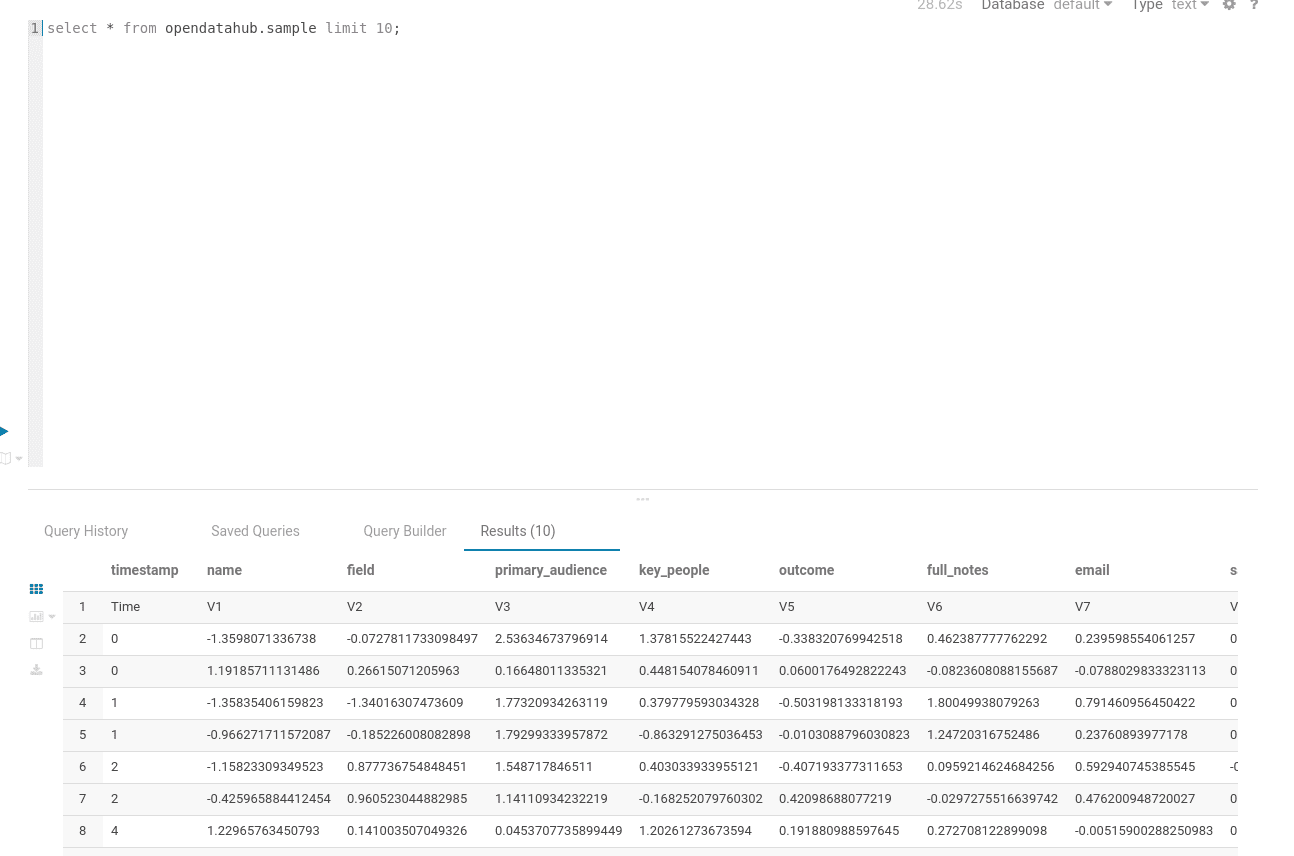 28.62s Database default Type text ?
1 select * from opendatahub.sample limit 10;
Query History Saved Queries Query Builder Results (10)
timestamp name field primary_audience key_people outcome full_notes email s
1 Time V1 V2 V3 V4 V5 V6 V7 V
2 0 -1.3598071336738 -0.0727811733098497 2.53634673796914 1.37815522427443 -0.338320769942518 0.462387777762292 0.239598554061257 0
3 0 1.19185711131486 0.26615071205963 0.16648011335321 0.448154078460911 0.0600176492822243 -0.0823608088155687 -0.0788029833323113 0
4 1 -1.35835406159823 -1.34016307473609 1.77320934263119 0.379779593034328 -0.503198133318193 1.80049938079263 0.791460956450422 0
5 1 -0.966271711572087 -0.185226008082898 1.79299333957872 -0.863291275036453 -0.0103088796030823 1.24720316752486 0.23760893977178 0
6 2 -1.15823309349523 0.877736754848451 1.548717846511 0.403033933955121 -0.407193377311653 0.0959214624684256 0.592940745385545 -0
7 2 -0.425965884412454 0.960523044882985 1.14110934232219 -0.168252079760302 0.42098688077219 -0.0297275516639742 0.476200948720027 0
8 4 1.22965763450793 0.141003507049326 0.0453707735899449 1.20261273673594 0.191880988597645 0.272708122899098 -0.00515900288250983 0